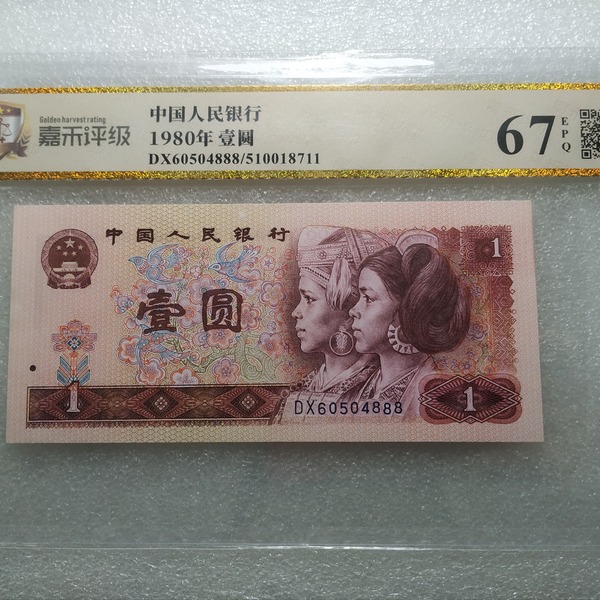 Golden harvest rating
嘉禾评级
中国人民银行
1980年 壹圆
DX60504888/510018711
67
EPQ
中国人民银行
1
壹圆
1
DX60504888
1